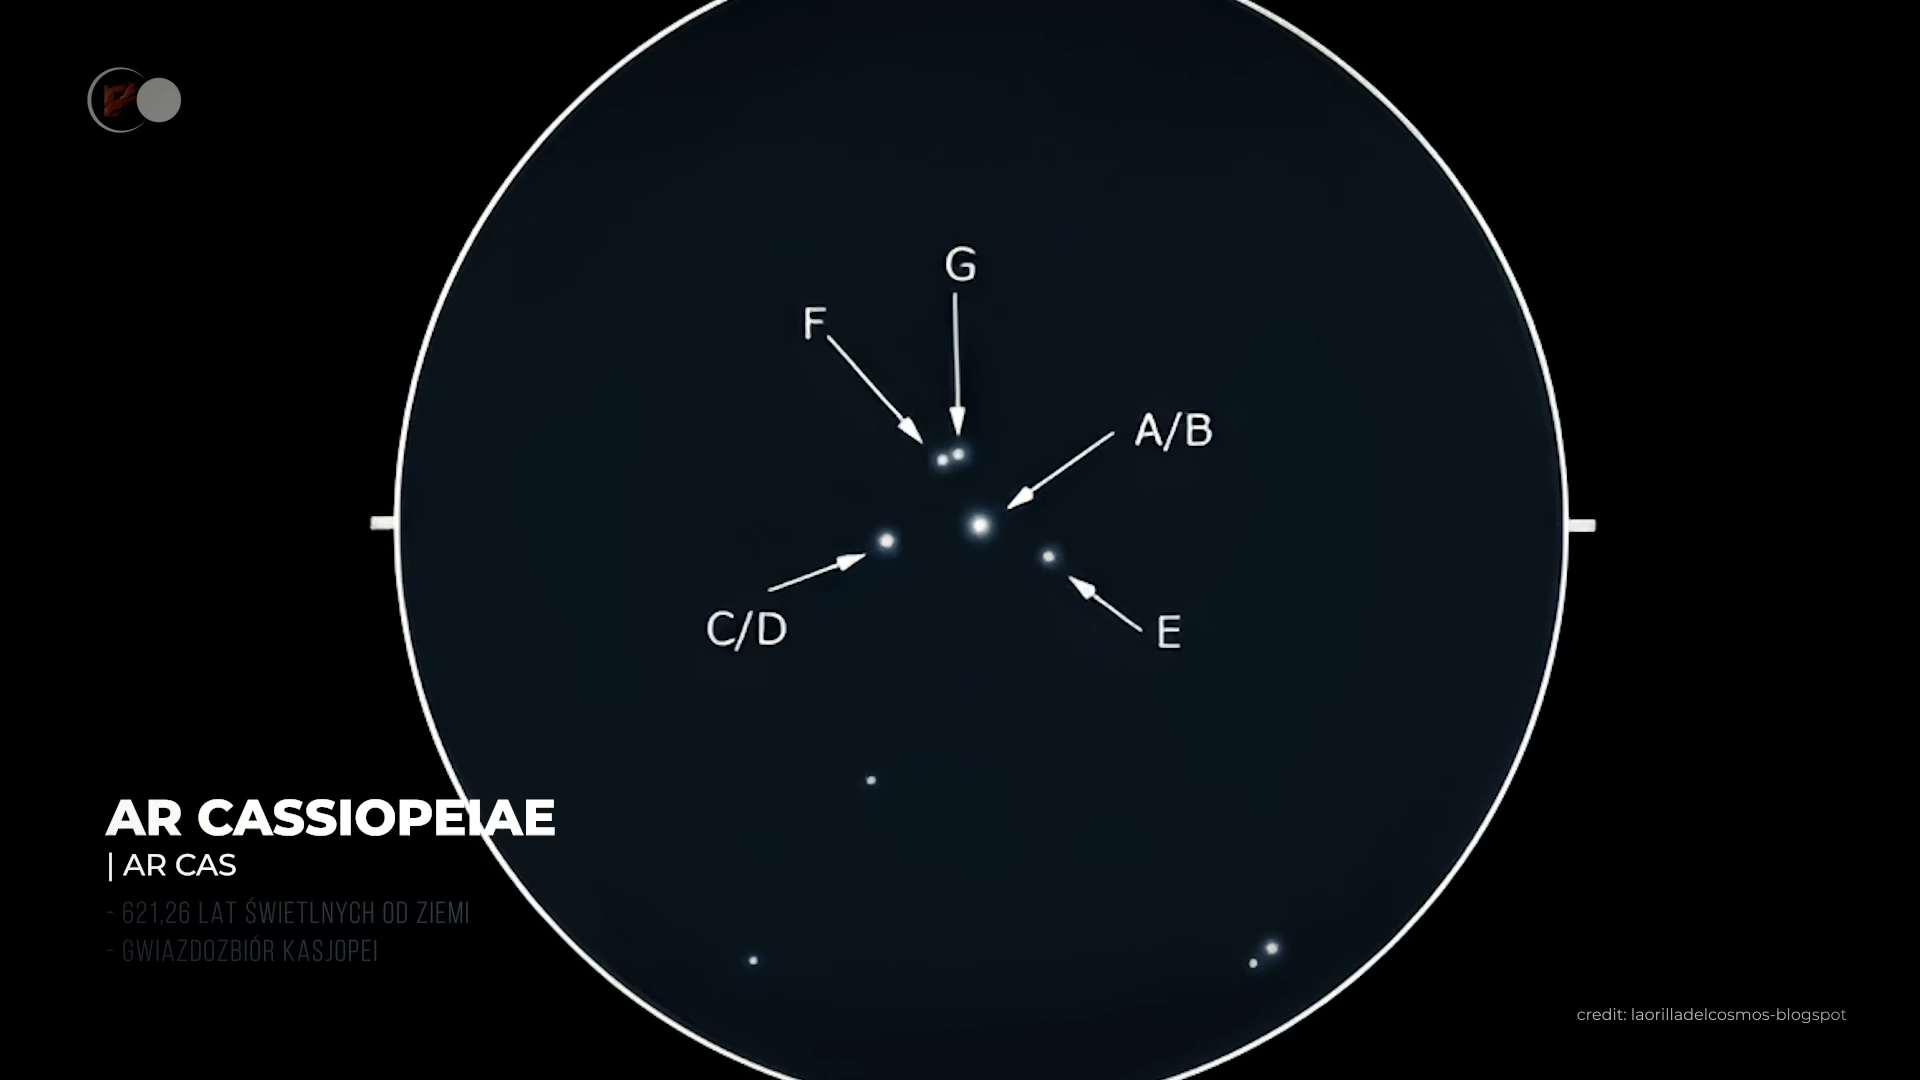 G
F
A/B
C/D
E
AR CASSIOPEIAE
| AR CAS
- 621,26 LAT ŚWIETLNYCH OD ZIEMI
- GWIAZDOZBIÓR KASJOPEI
credit: laorilladelcosmos-blogspot